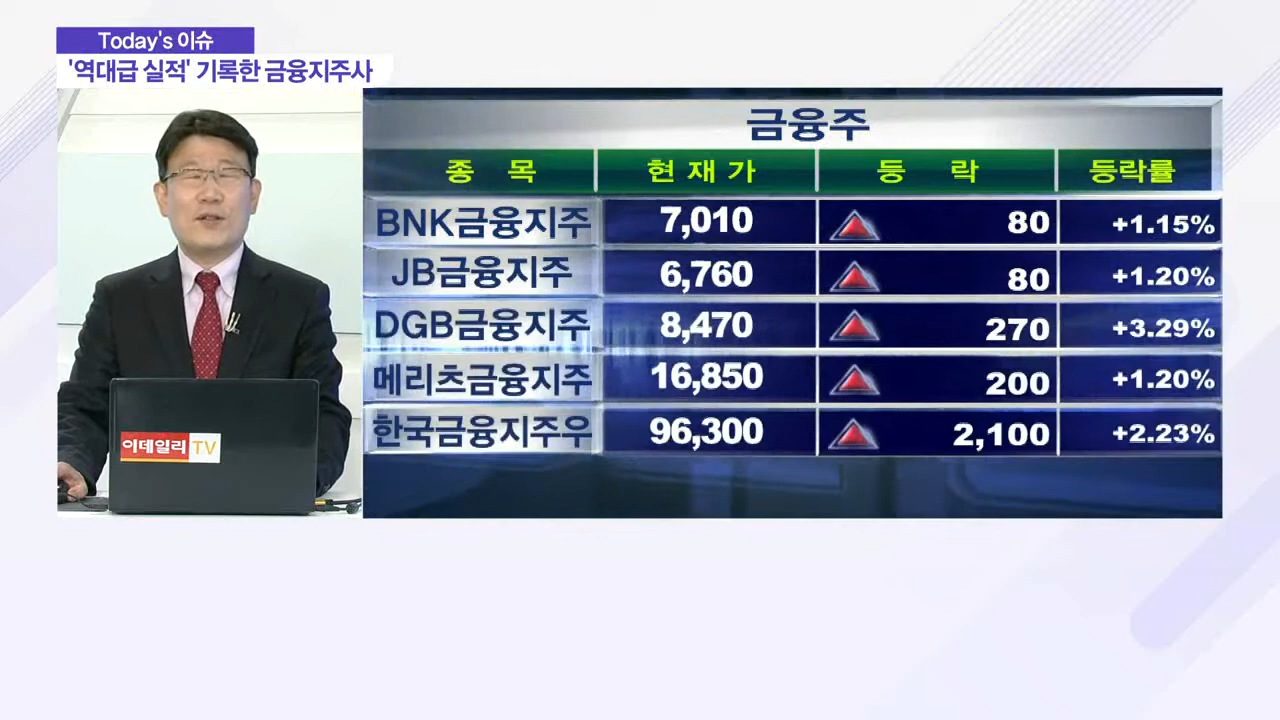 Today's 이슈
'역대급 실적' 기록한 금융지주사
금융주
종 목 현 재 가 등 락 등락률
BNK금융지주 7,010 80 +1.15%
JB금융지주 6,760 80 +1.20%
DGB금융지주 8,470 270 +3.29%
메리츠금융지주 16,850 200 +1.20%
한국금융지주우 96,300 2,100 +2.23%
이데일리 TV